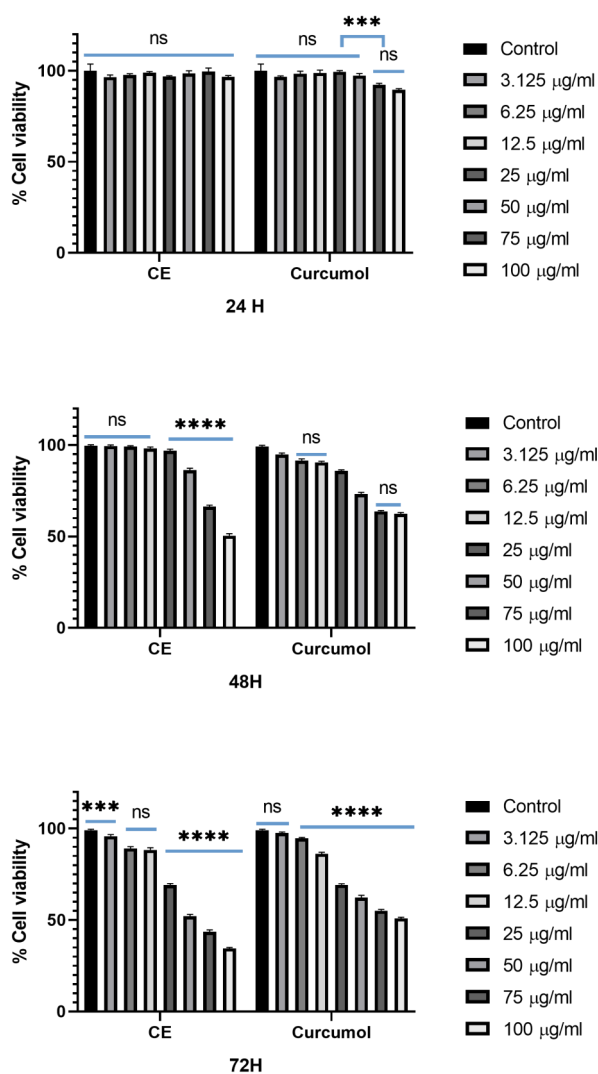 ns
ns
***
ns
% Cell viability
100
50
0
CE
Curcumol
24 H
Control
3.125 μg/ml
6.25 μg/ml
12.5 μg/ml
25 μg/ml
50 μg/ml
75 μg/ml
100 μg/ml
ns
****
ns
ns
% Cell viability
100
50
0
CE
Curcumol
48H
Control
3.125 μg/ml
6.25 μg/ml
12.5 μg/ml
25 μg/ml
50 μg/ml
75 μg/ml
100 μg/ml
***
ns
****
ns
****
% Cell viability
100
50
0
CE
Curcumol
72H
Control
3.125 μg/ml
6.25 μg/ml
12.5 μg/ml
25 μg/ml
50 μg/ml
75 μg/ml
100 μg/ml